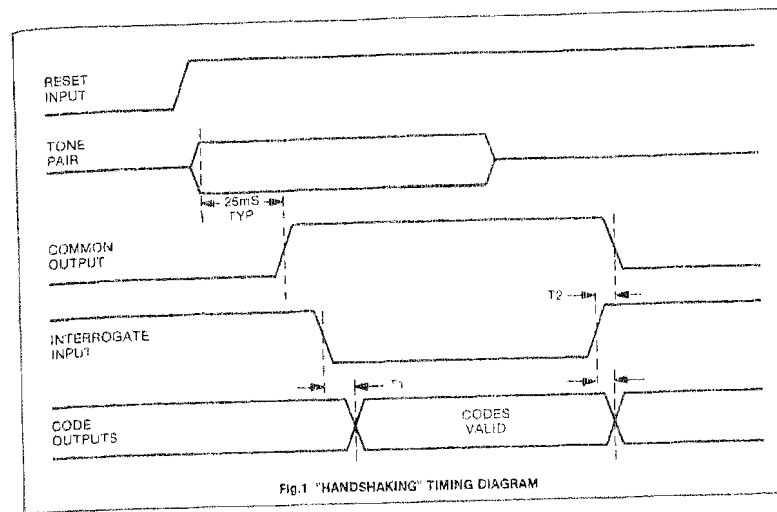 RESET
INPUT
TONE
PAIR
25mS
TYP
COMMON
OUTPUT
T2
INTERROGATE
INPUT
T1
CODE
OUTPUTS
CODES
VALID
Fig.1 "HANDSHAKING" TIMING DIAGRAM